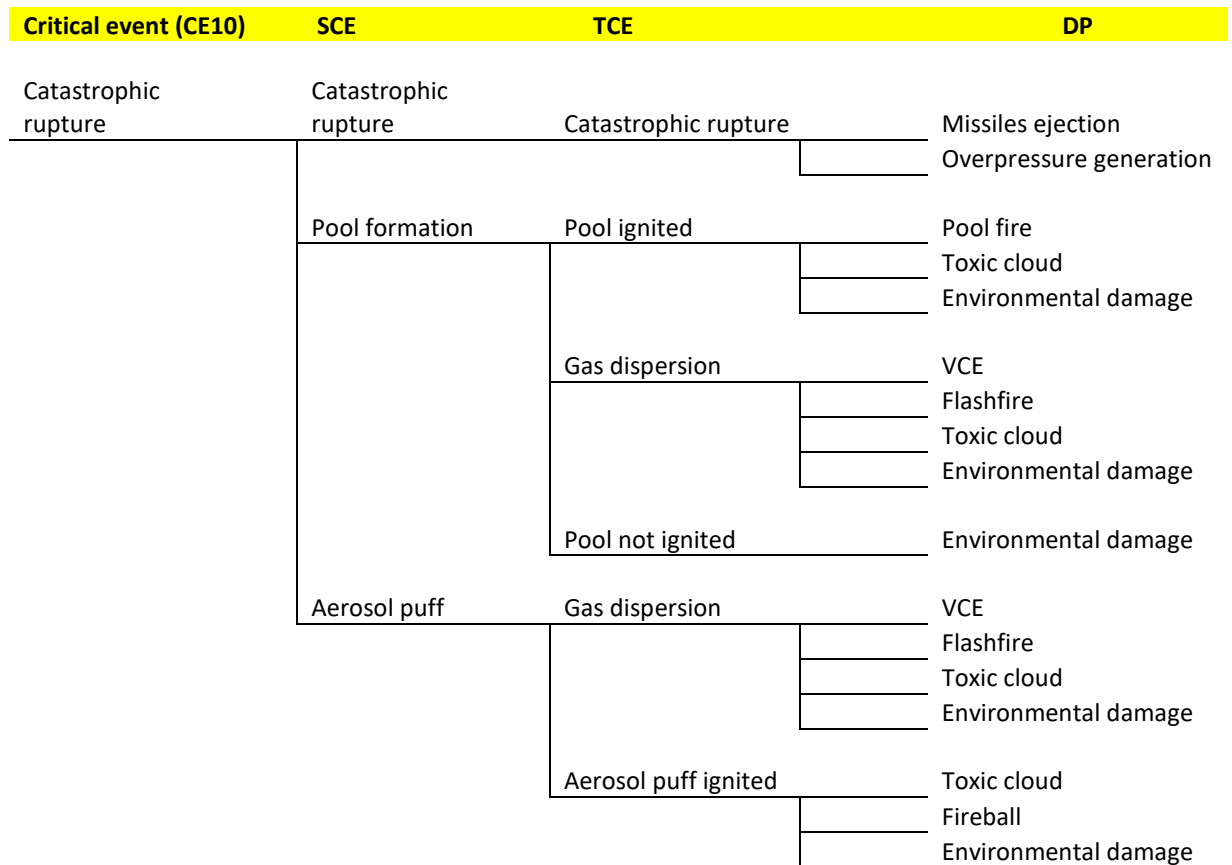 Critical event (CE10) SCE TCE DP
Catastrophic rupture Catastrophic rupture Catastrophic rupture Missiles ejection
Overpressure generation
Pool formation Pool ignited Pool fire
Toxic cloud
Environmental damage
Gas dispersion VCE
Flashfire
Toxic cloud
Environmental damage
Pool not ignited Environmental damage
Aerosol puff Gas dispersion VCE
Flashfire
Toxic cloud
Environmental damage
Aerosol puff ignited Toxic cloud
Fireball
Environmental damage